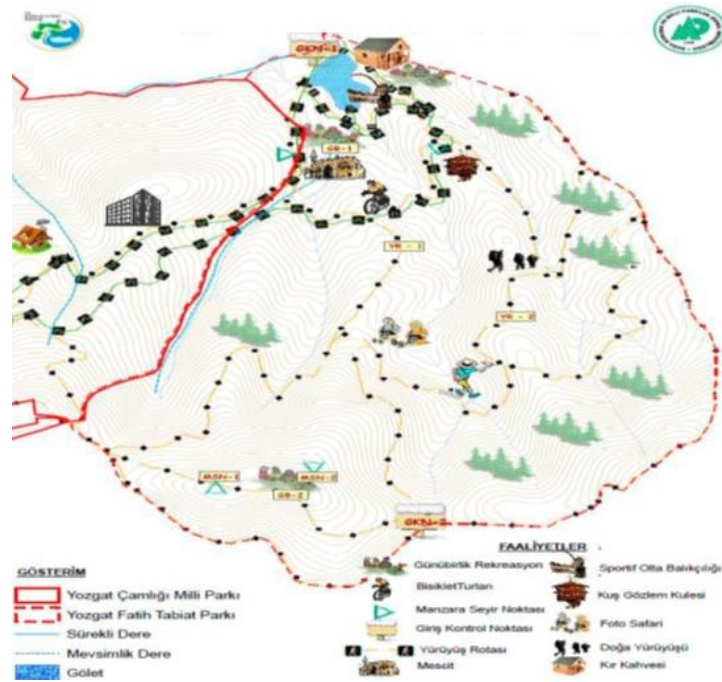 GKN-1
GB-1
YR - 1
YR - 2
MSN-1
MSN-2
GB-2
GKN-2
GÖSTERİM
Yozgat Çamlığı Milli Parkı
Yozgat Fatih Tabiat Parkı
Sürekli Dere
Mevsimlik Dere
Gölet
FAALİYETLER
Günübirlik Rekreasyon
BisikletTurları
Manzara Seyir Noktası
Giriş Kontrol Noktası
Yürüyüş Rotası
Mescit
Sportif Olta Balıkçılığı
Kuş Gözlem Kulesi
Foto Safari
Doğa Yürüyüşü
Kır Kahvesi